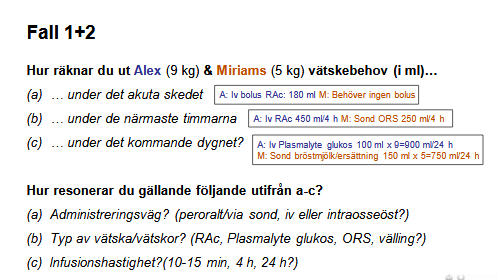 Fall 1+2
Hur räknar du ut Alex (9 kg) & Miriams (5 kg) vätskebehov (i ml)…
(a) … under det akuta skedet A: Iv bolus RAc: 180 ml M: Behöver ingen bolus
(b) … under de närmaste timmarna A: Iv RAc 450 ml/4 h M: Sond ORS 250 ml/4 h
(c) … under det kommande dygnet? A: Iv Plasmalyte glukos 100 ml x 9=900 ml/24 h
M: Sond bröstmjölk/ersättning 150 ml x 5=750 ml/24 h
Hur resonerar du gällande följande utifrån a-c?
(a) Administreringsväg? (peroralt/via sond, iv eller intraosseöst?)
(b) Typ av vätska/vätskor? (RAc, Plasmalyte glukos, ORS, välling?)
(c) Infusionshastighet?(10-15 min, 4 h, 24 h?)